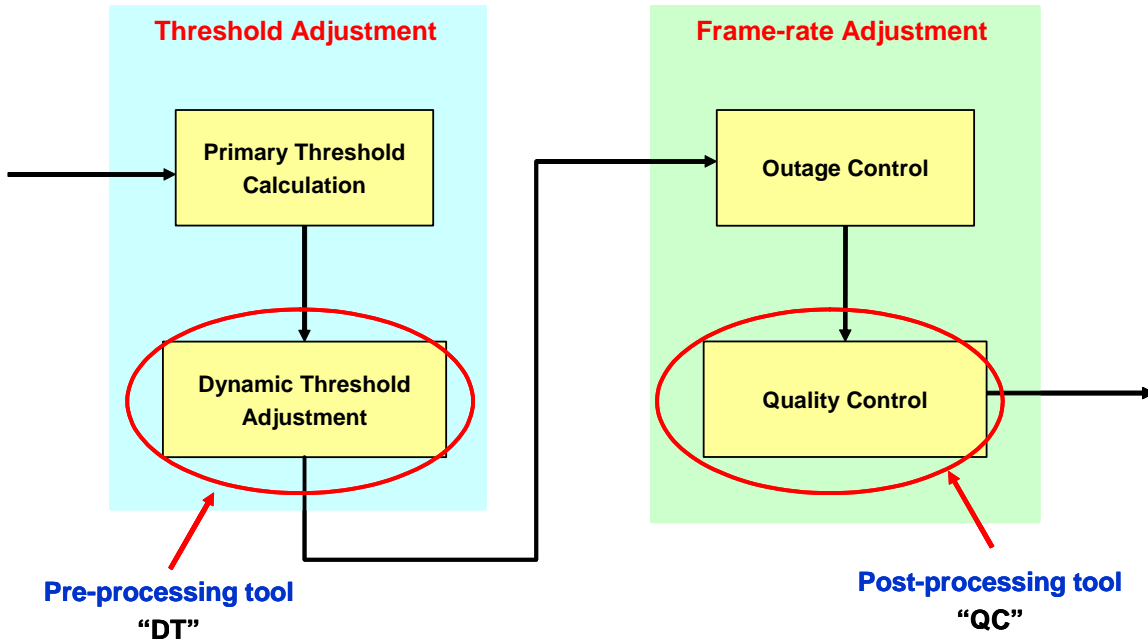 Threshold Adjustment
Primary Threshold
Calculation
Dynamic Threshold
Adjustment
Pre-processing tool
“DT”
Frame-rate Adjustment
Outage Control
Quality Control
Post-processing tool
“QC”